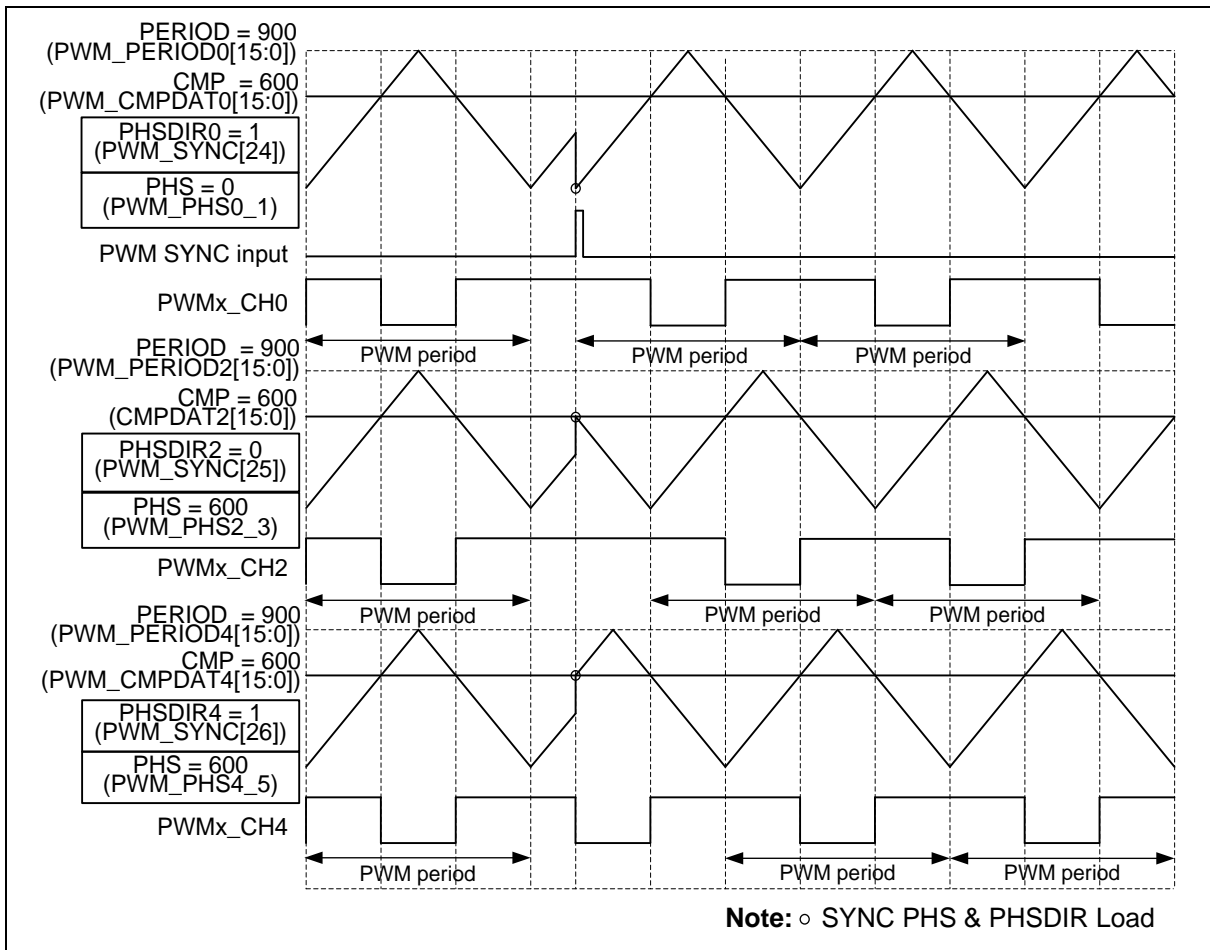 PERIOD = 900
(PWM_PERIOD0[15:0])
CMP = 600
(PWM_CMPDAT0[15:0])
PHSDIR0 = 1
(PWM_SYNC[24])
PHS = 0
(PWM_PHS0_1)
PWM SYNC input
PWMx_CH0
PWM period
PWM period
PWM period
PERIOD = 900
(PWM_PERIOD2[15:0])
CMP = 600
(CMPDAT2[15:0])
PHSDIR2 = 0
(PWM_SYNC[25])
PHS = 600
(PWM_PHS2_3)
PWMx_CH2
PWM period
PWM period
PWM period
PERIOD = 900
(PWM_PERIOD4[15:0])
CMP = 600
(PWM_CMPDAT4[15:0])
PHSDIR4 = 1
(PWM_SYNC[26])
PHS = 600
(PWM_PHS4_5)
PWMx_CH4
PWM period
PWM period
PWM period
Note: ○ SYNC PHS & PHSDIR Load